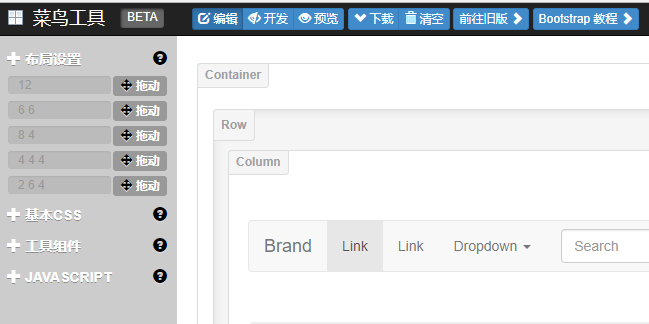 菜鸟工具 BETA 编辑 开发 预览 下载 清空 前往旧版 Bootstrap 教程
布局设置
12 拖动
6 6 拖动
8 4 拖动
4 4 4 拖动
2 6 4 拖动
基本CSS
工具组件
JAVASCRIPT
Container
Row
Column
Brand Link Link Dropdown Search